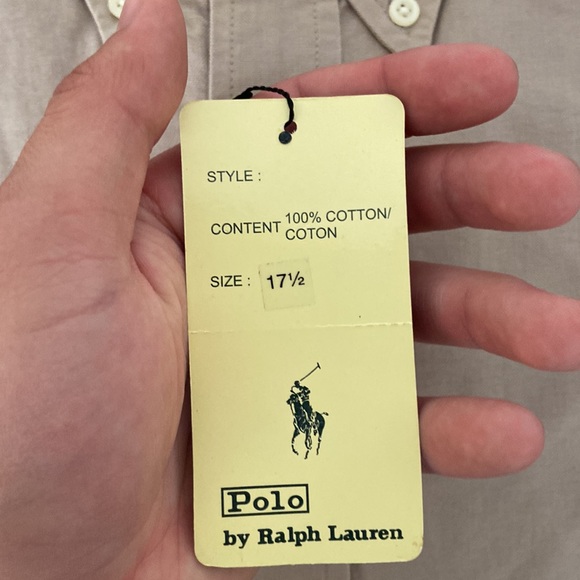 STYLE :
CONTENT 100% COTTON/
COTON
SIZE : 17½
Polo
by Ralph Lauren